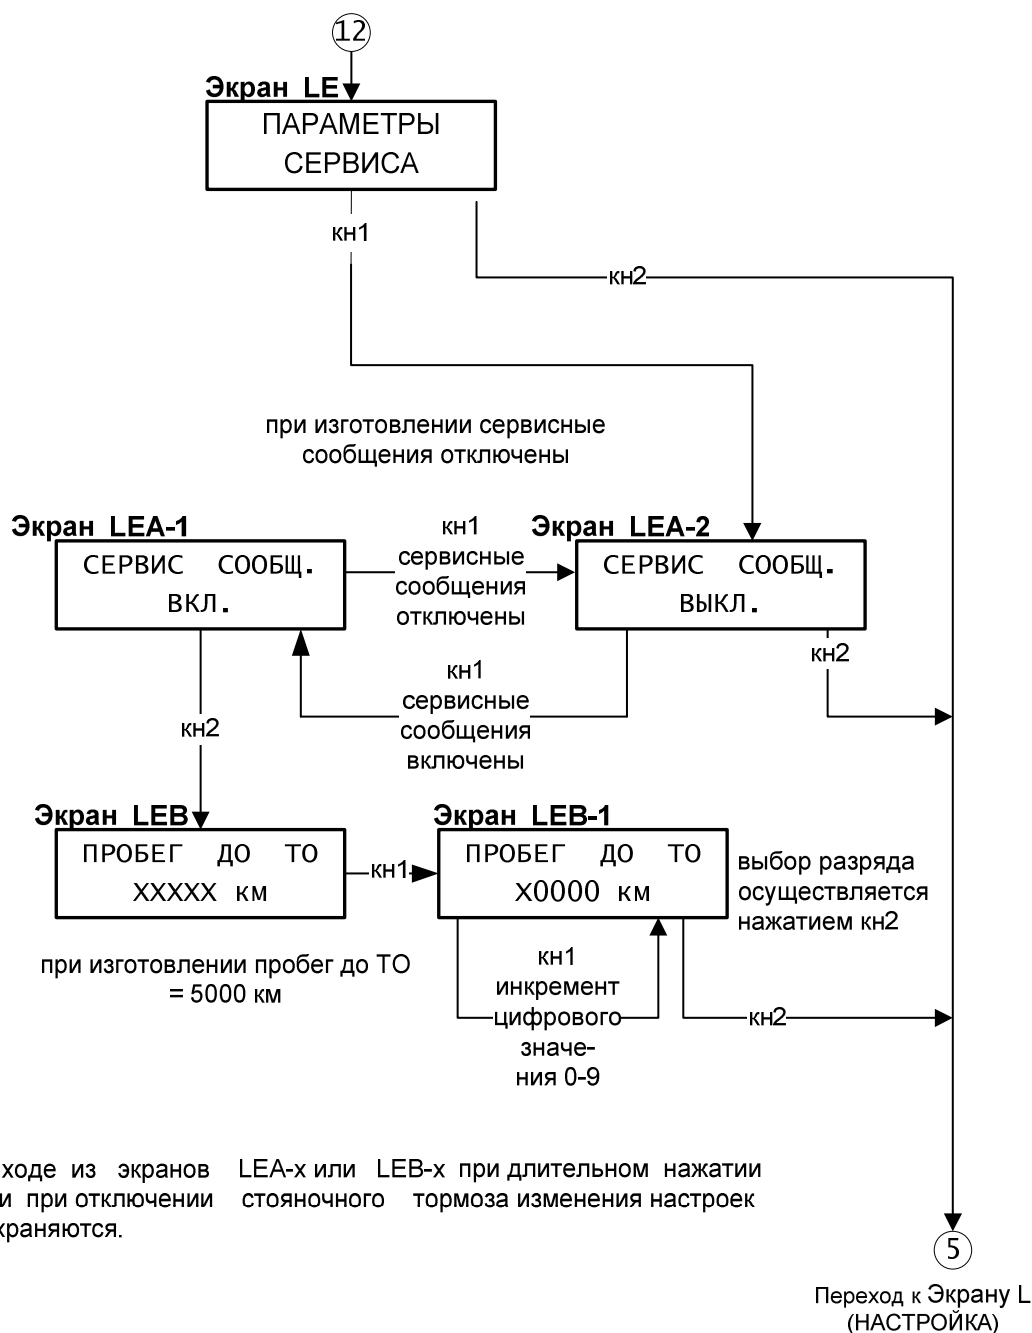 12
Экран LE
ПАРАМЕТРЫ
СЕРВИСА
кн1
кн2
при изготовлении сервисные
сообщения отключены
Экран LEA-1
СЕРВИС СООБЩ.
ВКЛ.
кн1
сервисные
сообщения
отключены
Экран LEA-2
СЕРВИС СООБЩ.
ВЫКЛ.
кн2
кн1
сервисные
сообщения
включены
кн2
Экран LEB
ПРОБЕГ ДО ТО
XXXXX км
кн1
Экран LEB-1
ПРОБЕГ ДО ТО
X0000 км
выбор разряда
осуществляется
нажатием кн2
при изготовлении пробег до ТО
= 5000 км
кн1
инкремент
цифрового
значе-
ния 0-9
кн2
ходе из экранов LEA-x или LEB-x при длительном нажатии
и при отключении стояночного тормоза изменения настроек
храняются.
5
Переход к Экрану L
(НАСТРОЙКА)